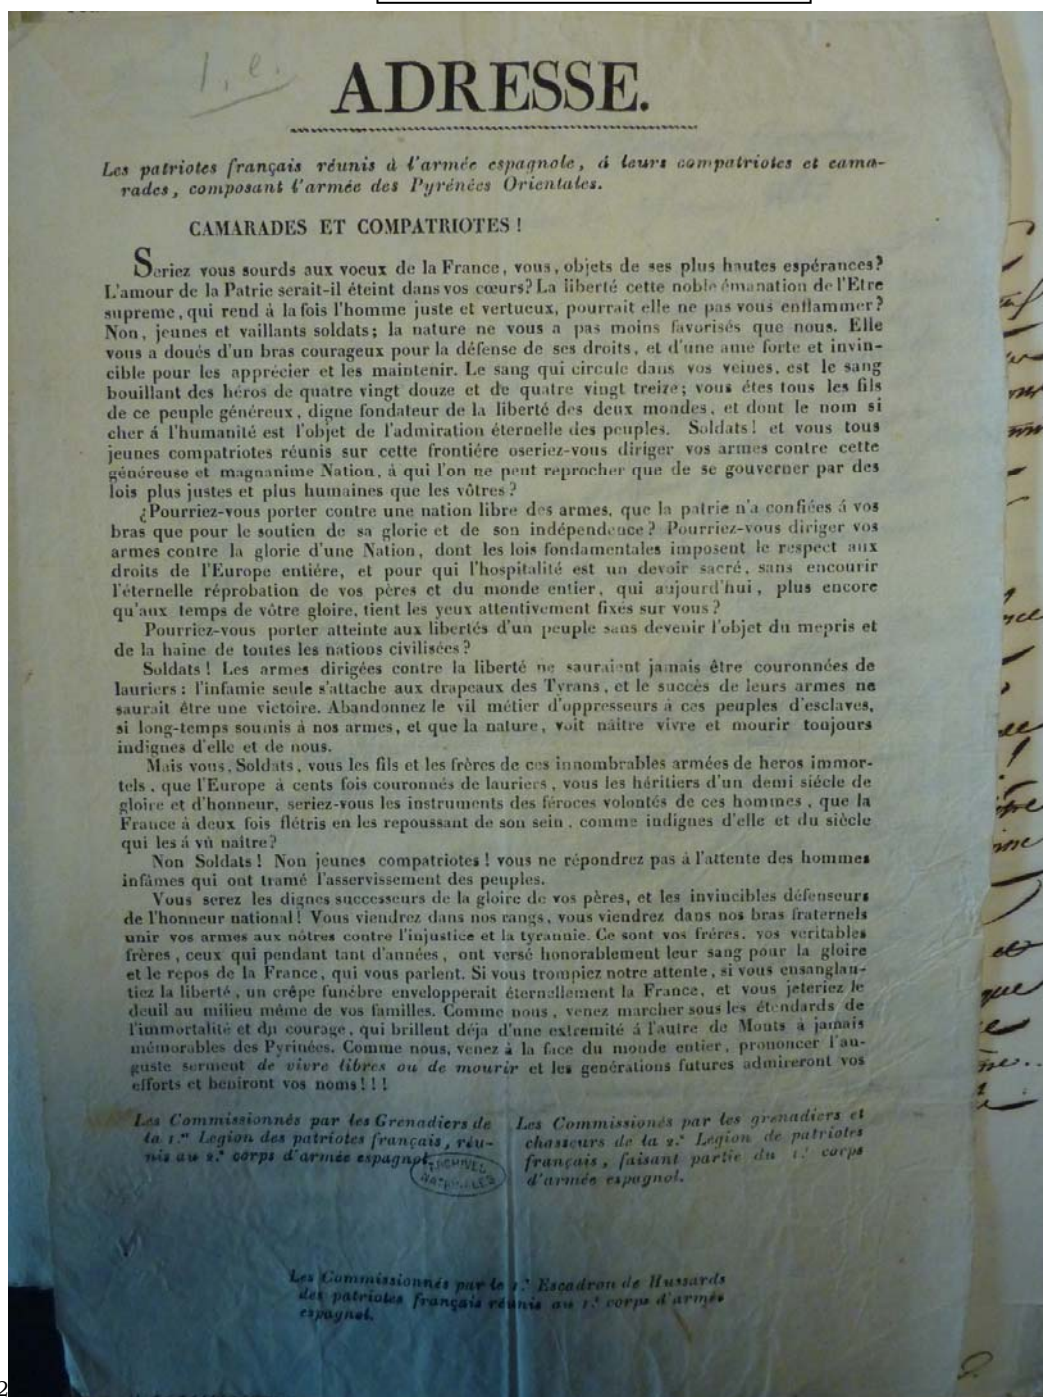 1. e.
ADRESSE.
Les patriotes français réunis à l'armée espagnole, á leurs compatriotes et cama-
rades, composant l'armée des Pyrénées Orientales.
CAMARADES ET COMPATRIOTES !
Seriez vous sourds aux voeux de la France, vous, objets de ses plus hautes espérances?
L'amour de la Patrie serait-il éteint dans vos cœurs? La liberté cette noble émanation de l'Etre
supreme, qui rend à la fois l'homme juste et vertueux, pourrait elle ne pas vous enflammer?
Non, jeunes et vaillants soldats; la nature ne vous a pas moins favorisés que nous. Elle
vous a doués d'un bras courageux pour la défense de ses droits, et d'une ame forte et invin-
cible pour les apprécier et les maintenir. Le sang qui circule dans vos veines, est le sang
bouillant des héros de quatre vingt douze et de quatre vingt treize; vous étes tous les fils
de ce peuple généreux, digne fondateur de la liberté des deux mondes, et dont le nom si
cher á l'humanité est l'objet de l'admiration éternelle des peuples. Soldats! et vous tous
jeunes compatriotes réunis sur cette frontiére oseriez-vous diriger vos armes contre cette
généreuse et magnanime Nation, à qui l'on ne peut reprocher que de se gouverner par des
lois plus justes et plus humaines que les vôtres?
¿Pourriez-vous porter contre une nation libre des armes, que la patrie n'a confiées á vos
bras que pour le soutien de sa glorie et de son indépendence? Pourriez-vous diriger vos
armes contre la glorie d'une Nation, dont les lois fondamentales imposent le respect aux
droits de l'Europe entiére, et pour qui l'hospitalité est un devoir sacré, sans encourir
l'éternelle réprobation de vos pères et du monde entier, qui aujourd'hui, plus encore
qu'aux temps de vôtre gloire, tient les yeux attentivement fixés sur vous?
Pourriez-vous porter atteinte aux libertés d'un peuple sans devenir l'objet du mepris et
de la haine de toutes les nations civilisées?
Soldats! Les armes dirigées contre la liberté ne sauraient jamais être couronnées de
lauriers: l'infamie seule s'attache aux drapeaux des Tyrans, et le succès de leurs armes ne
saurait être une victoire. Abandonnez le vil métier d'oppresseurs á ces peuples d'esclaves,
si long-temps soumis á nos armes, et que la nature, voit naître vivre et mourir toujours
indignes d'elle et de nous.
Mais vous, Soldats, vous les fils et les frères de ces innombrables armées de heros immor-
tels, que l'Europe á cents fois couronnés de lauriers, vous les héritiers d'un demi siécle de
gloire et d'honneur, seriez-vous les instruments des féroces volontés de ces hommes, que la
France à deux fois flétris en les repoussant de son sein, comme indignes d'elle et du siècle
qui les á vû naître?
Non Soldats! Non jeunes compatriotes! vous ne répondrez pas á l'attente des hommes
infâmes qui ont tramé l'asservissement des peuples.
Vous serez les dignes successeurs de la gloire de vos pères, et les invincibles défenseurs
de l'honneur national! Vous viendrez dans nos rangs, vous viendrez dans nos bras fraternels
unir vos armes aux nôtres contre l'injustice et la tyrannie. Ce sont vos fréres, vos veritables
frères, ceux qui pendant tant d'années, ont versé honorablement leur sang pour la gloire
et le repos de la France, qui vous parlent. Si vous trompiez notre attente, si vous ensanglan-
tiez la liberté, un crêpe funèbre envelopperait éternellement la France, et vous jeteriez le
deuil au milieu même de vos familles. Comme nous, venez marcher sous les étendards de
l'immortalité et du courage, qui brillent déja d'une extremité á l'autre de Monts à jamais
mémorables des Pyrinées. Comme nous, venez à la face du monde entier, prononcer l'au-
guste serment de vivre libres ou de mourir et les genérations futures admireront vos
efforts et beniront vos noms!!!
Les Commissionnés par les Grenadiers de
la 1.re Legion des patriotes français, réu-
nis au 2.e corps d'armée espagnol.
Les Commissionés par les grenadiers et
chasseurs de la 2.e Legion de patriotes
français, faisant partie du 1.r corps
d'armée espagnol.
ARCHIVES
NATIONALES
Les Commissionnés par le 1.r Escadron de Hussards
des patriotes français réunis au 1.r corps d'armée
espagnol.
2